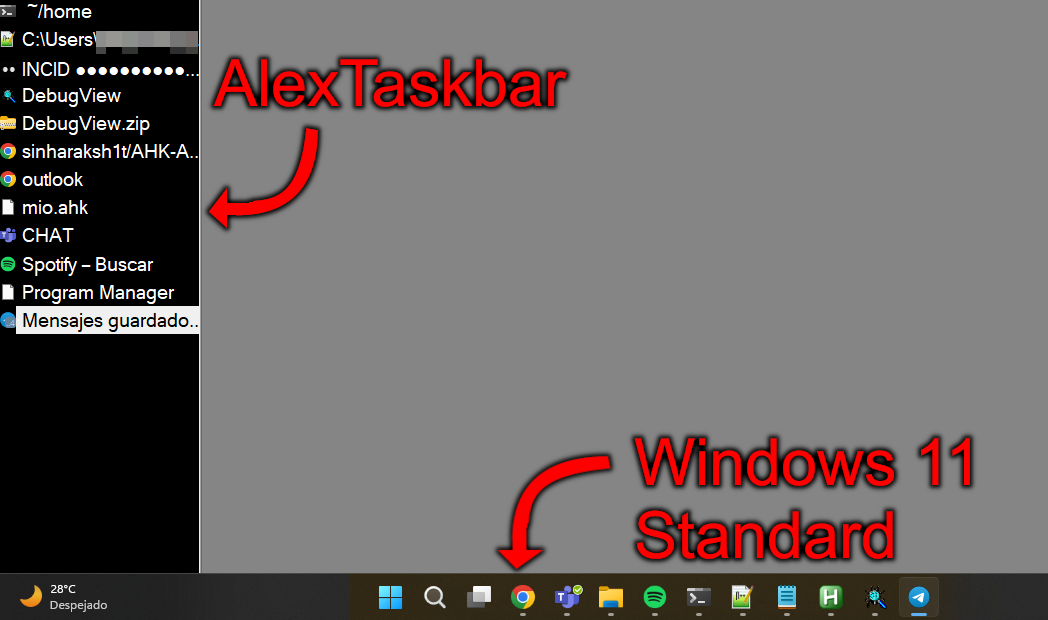 ~/home
C:\Users\
INCID ●●●●●●●●●●...
DebugView
DebugView.zip
sinharaksh1t/AHK-A...
outlook
mio.ahk
CHAT
Spotify – Buscar
Program Manager
Mensajes guardado...
AlexTaskbar
Windows 11
Standard
28°C
Despejado